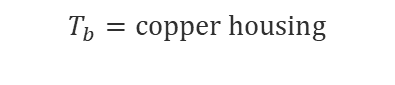 T_b = copper housing